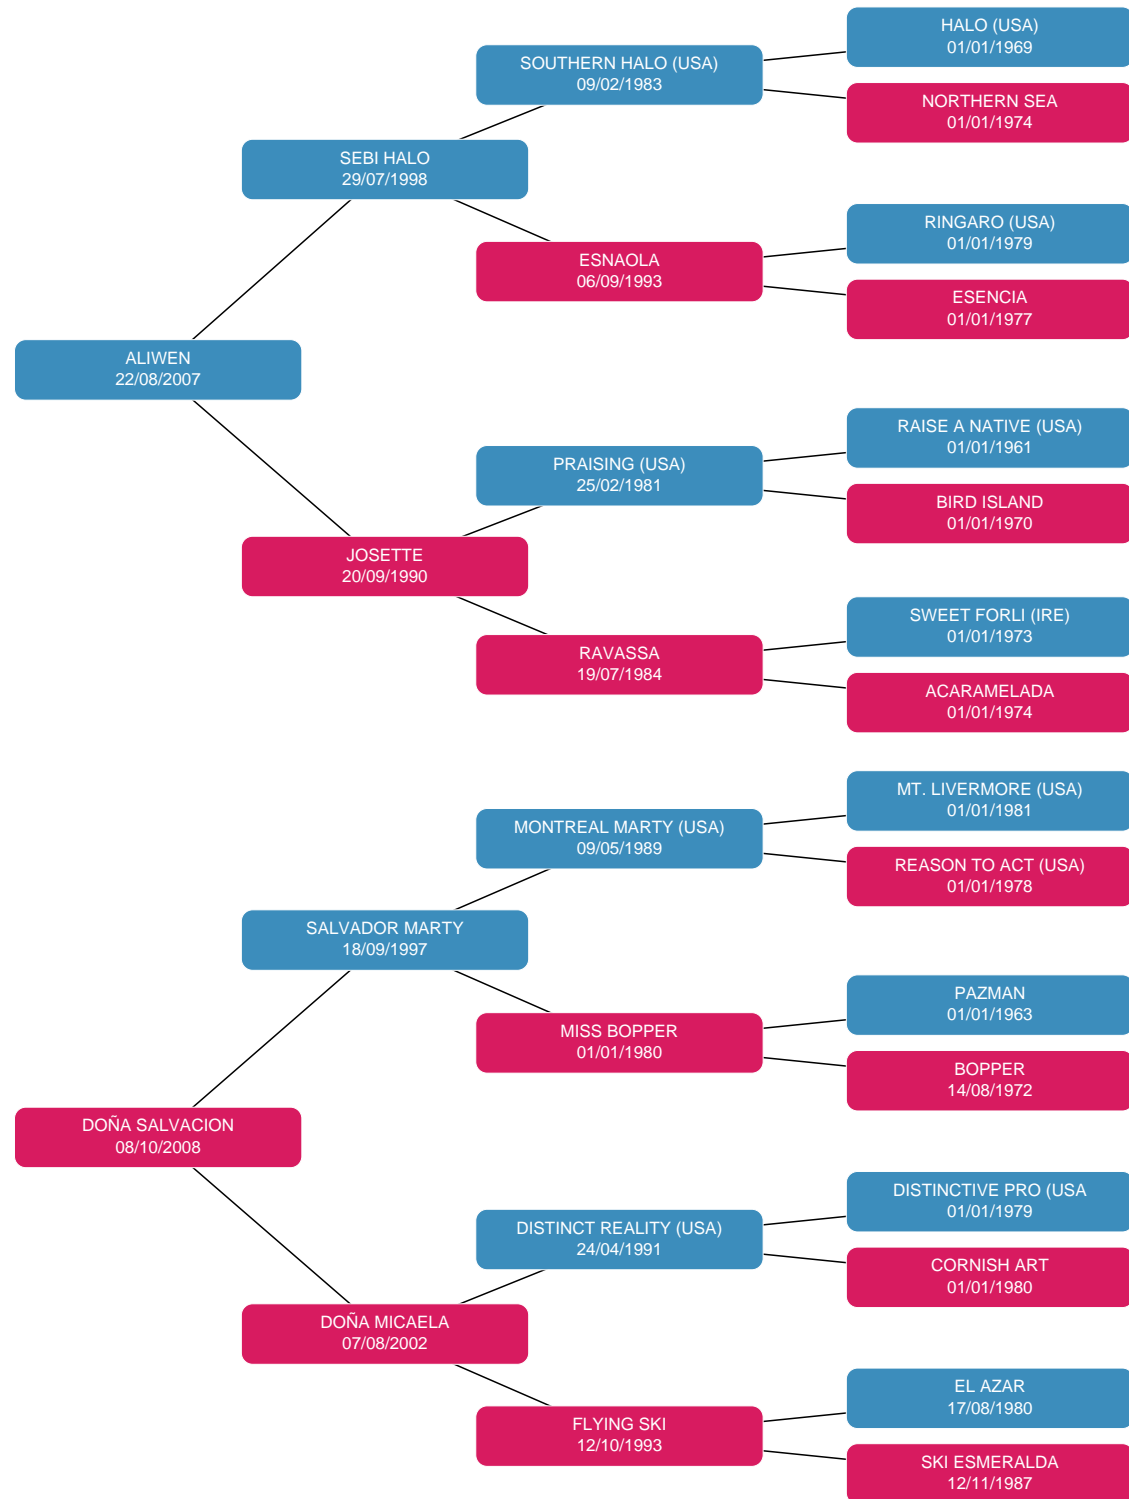 HALO (USA)
01/01/1969
SOUTHERN HALO (USA)
09/02/1983
NORTHERN SEA
01/01/1974
SEBI HALO
29/07/1998
RINGARO (USA)
01/01/1979
ESNAOLA
06/09/1993
ESENCIA
01/01/1977
ALIWEN
22/08/2007
RAISE A NATIVE (USA)
01/01/1961
PRAISING (USA)
25/02/1981
BIRD ISLAND
01/01/1970
JOSETTE
20/09/1990
SWEET FORLI (IRE)
01/01/1973
RAVASSA
19/07/1984
ACARAMELADA
01/01/1974
MT. LIVERMORE (USA)
01/01/1981
MONTREAL MARTY (USA)
09/05/1989
REASON TO ACT (USA)
01/01/1978
SALVADOR MARTY
18/09/1997
PAZMAN
01/01/1963
MISS BOPPER
01/01/1980
BOPPER
14/08/1972
DOÑA SALVACION
08/10/2008
DISTINCTIVE PRO (USA
01/01/1979
DISTINCT REALITY (USA)
24/04/1991
CORNISH ART
01/01/1980
DOÑA MICAELA
07/08/2002
EL AZAR
17/08/1980
FLYING SKI
12/10/1993
SKI ESMERALDA
12/11/1987